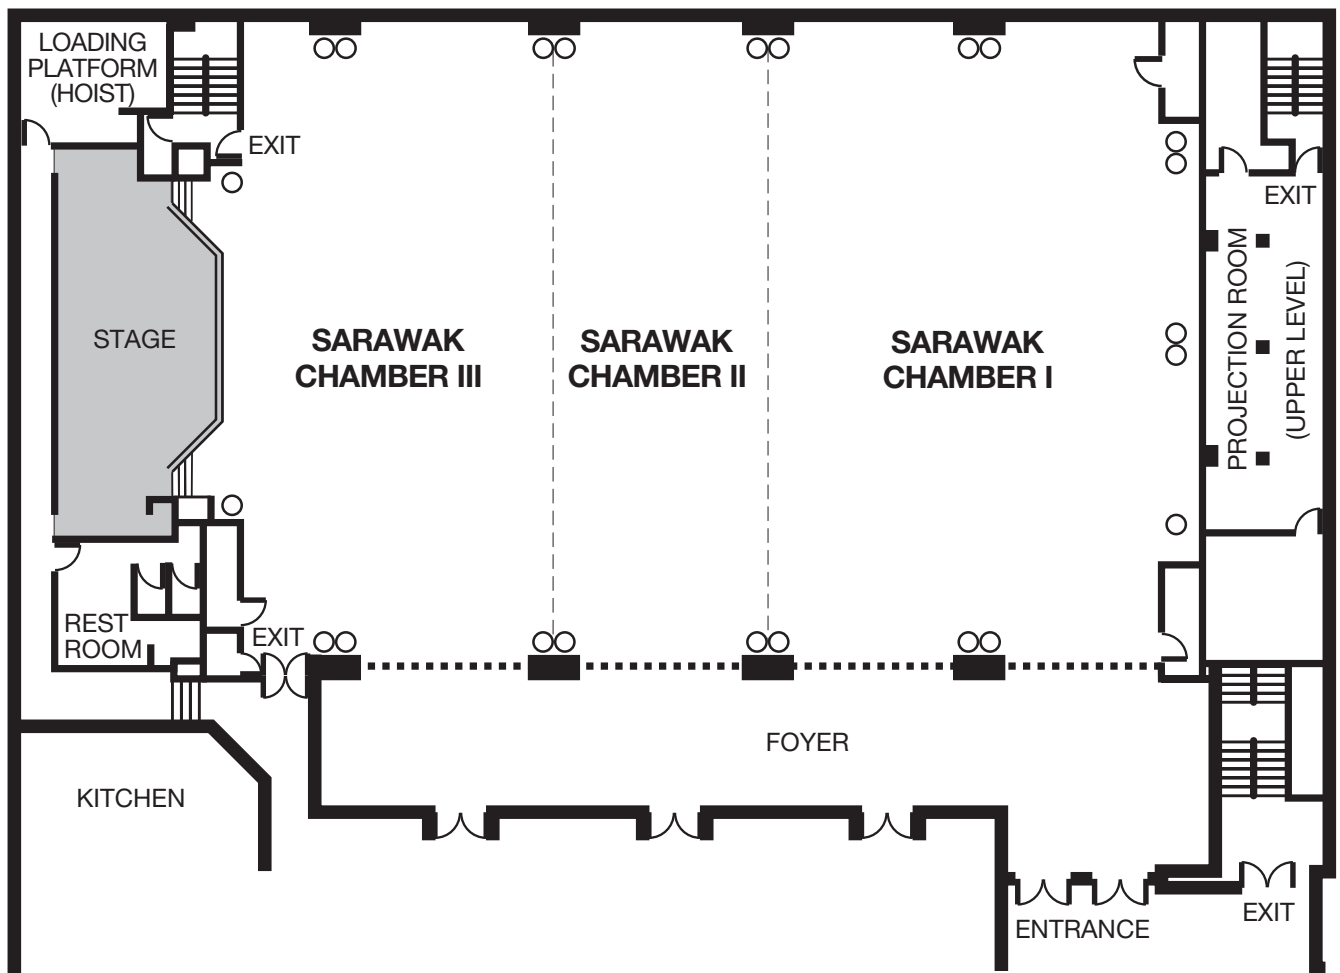 LOADING
PLATFORM
(HOIST)
EXIT
EXIT
STAGE
SARAWAK
CHAMBER III
SARAWAK
CHAMBER II
SARAWAK
CHAMBER I
PROJECTION ROOM
(UPPER LEVEL)
REST
ROOM
EXIT
FOYER
KITCHEN
ENTRANCE
EXIT